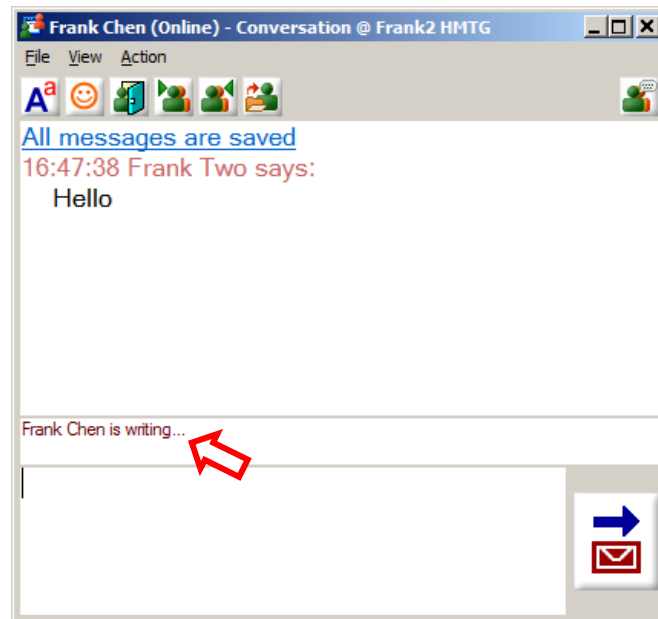 Frank Chen (Online) - Conversation @ Frank2 HMTG
File View Action
Aa
All messages are saved
16:47:38 Frank Two says:
Hello
Frank Chen is writing...